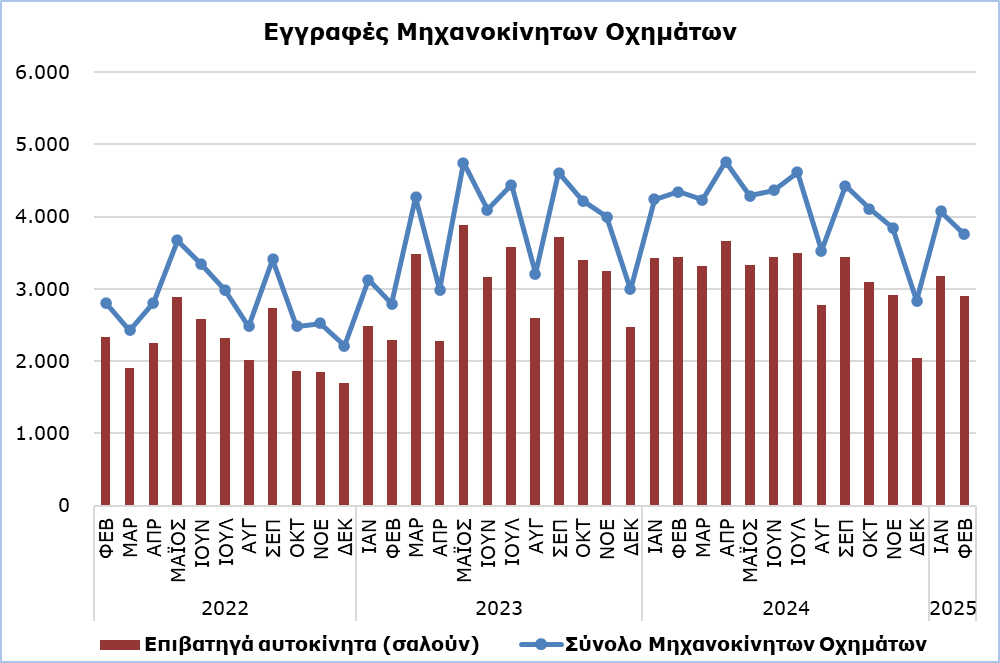 Εγγραφές Μηχανοκίνητων Οχημάτων
6.000
5.000
4.000
3.000
2.000
1.000
0
ΦΕΒ ΜΑΡ ΑΠΡ ΜΑΪΟΣ ΙΟΥΝ ΙΟΥΛ ΑΥΓ ΣΕΠ ΟΚΤ ΝΟΕ ΔΕΚ ΙΑΝ ΦΕΒ ΜΑΡ ΑΠΡ ΜΑΪΟΣ ΙΟΥΝ ΙΟΥΛ ΑΥΓ ΣΕΠ ΟΚΤ ΝΟΕ ΔΕΚ ΙΑΝ ΦΕΒ ΜΑΡ ΑΠΡ ΜΑΪΟΣ ΙΟΥΝ ΙΟΥΛ ΑΥΓ ΣΕΠ ΟΚΤ ΝΟΕ ΔΕΚ ΙΑΝ ΦΕΒ
2022 2023 2024 2025
Επιβατηγά αυτοκίνητα (σαλούν) Σύνολο Μηχανοκίνητων Οχημάτων